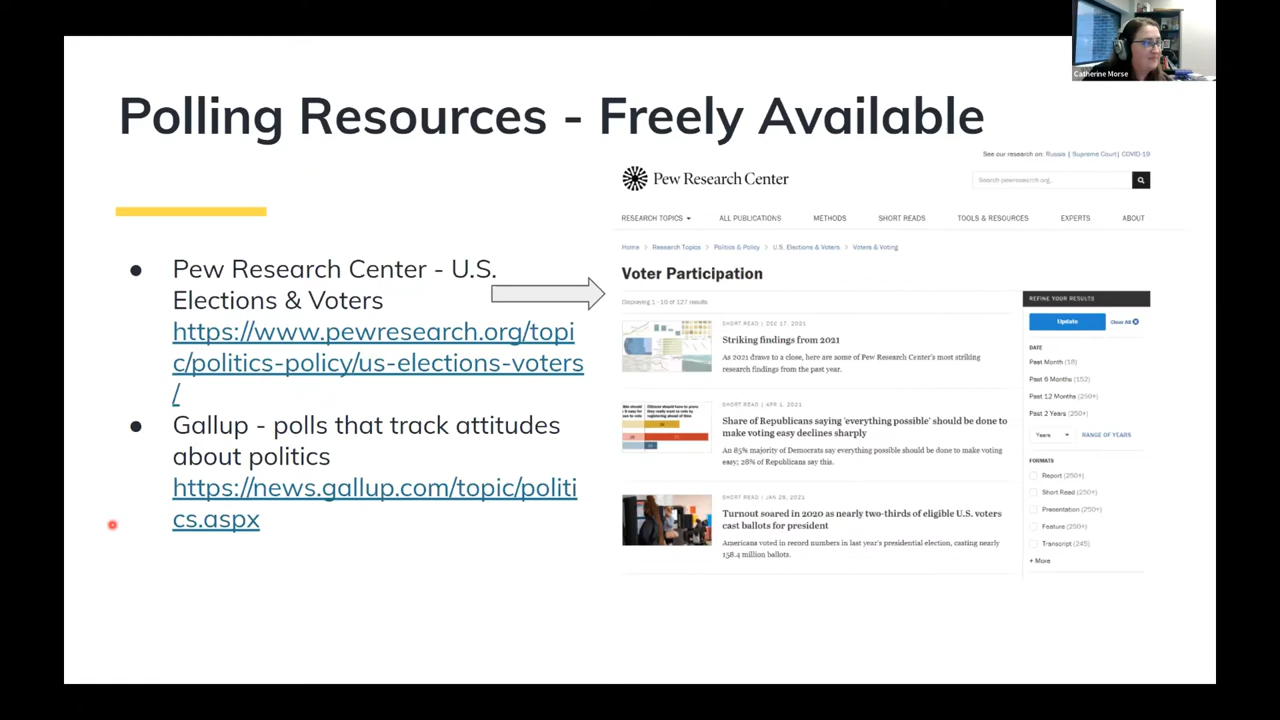 Catherine Morse
Polling Resources - Freely Available
● Pew Research Center - U.S.
Elections & Voters
https://www.pewresearch.org/topi
c/politics-policy/us-elections-voters
/
● Gallup - polls that track attitudes
about politics
https://news.gallup.com/topic/politi
cs.aspx
See our research on: Russia | Supreme Court | COVID-19
Pew Research Center
Search pewresearch.org...
RESEARCH TOPICS ALL PUBLICATIONS METHODS SHORT READS TOOLS & RESOURCES EXPERTS ABOUT
Home > Research Topics > Politics & Policy > U.S. Elections & Voters > Voters & Voting
Voter Participation
Displaying 1 - 10 of 127 results
SHORT READ | DEC 17, 2021
Striking findings from 2021
As 2021 draws to a close, here are some of Pew Research Center's most striking
research findings from the past year.
SHORT READ | APR 1, 2021
Share of Republicans saying 'everything possible' should be done to
make voting easy declines sharply
An 85% majority of Democrats say everything possible should be done to make voting
easy; 28% of Republicans say this.
SHORT READ | JAN 28, 2021
Turnout soared in 2020 as nearly two-thirds of eligible U.S. voters
cast ballots for president
Americans voted in record numbers in last year's presidential election, casting nearly
158.4 million ballots.
REFINE YOUR RESULTS
Update Clear All
DATE
Past Month (18)
Past 6 Months (152)
Past 12 Months (250+)
Past 2 Years (250+)
Years RANGE OF YEARS
FORMATS
Report (250+)
Short Read (250+)
Presentation (250+)
Feature (250+)
Transcript (245)
+ More